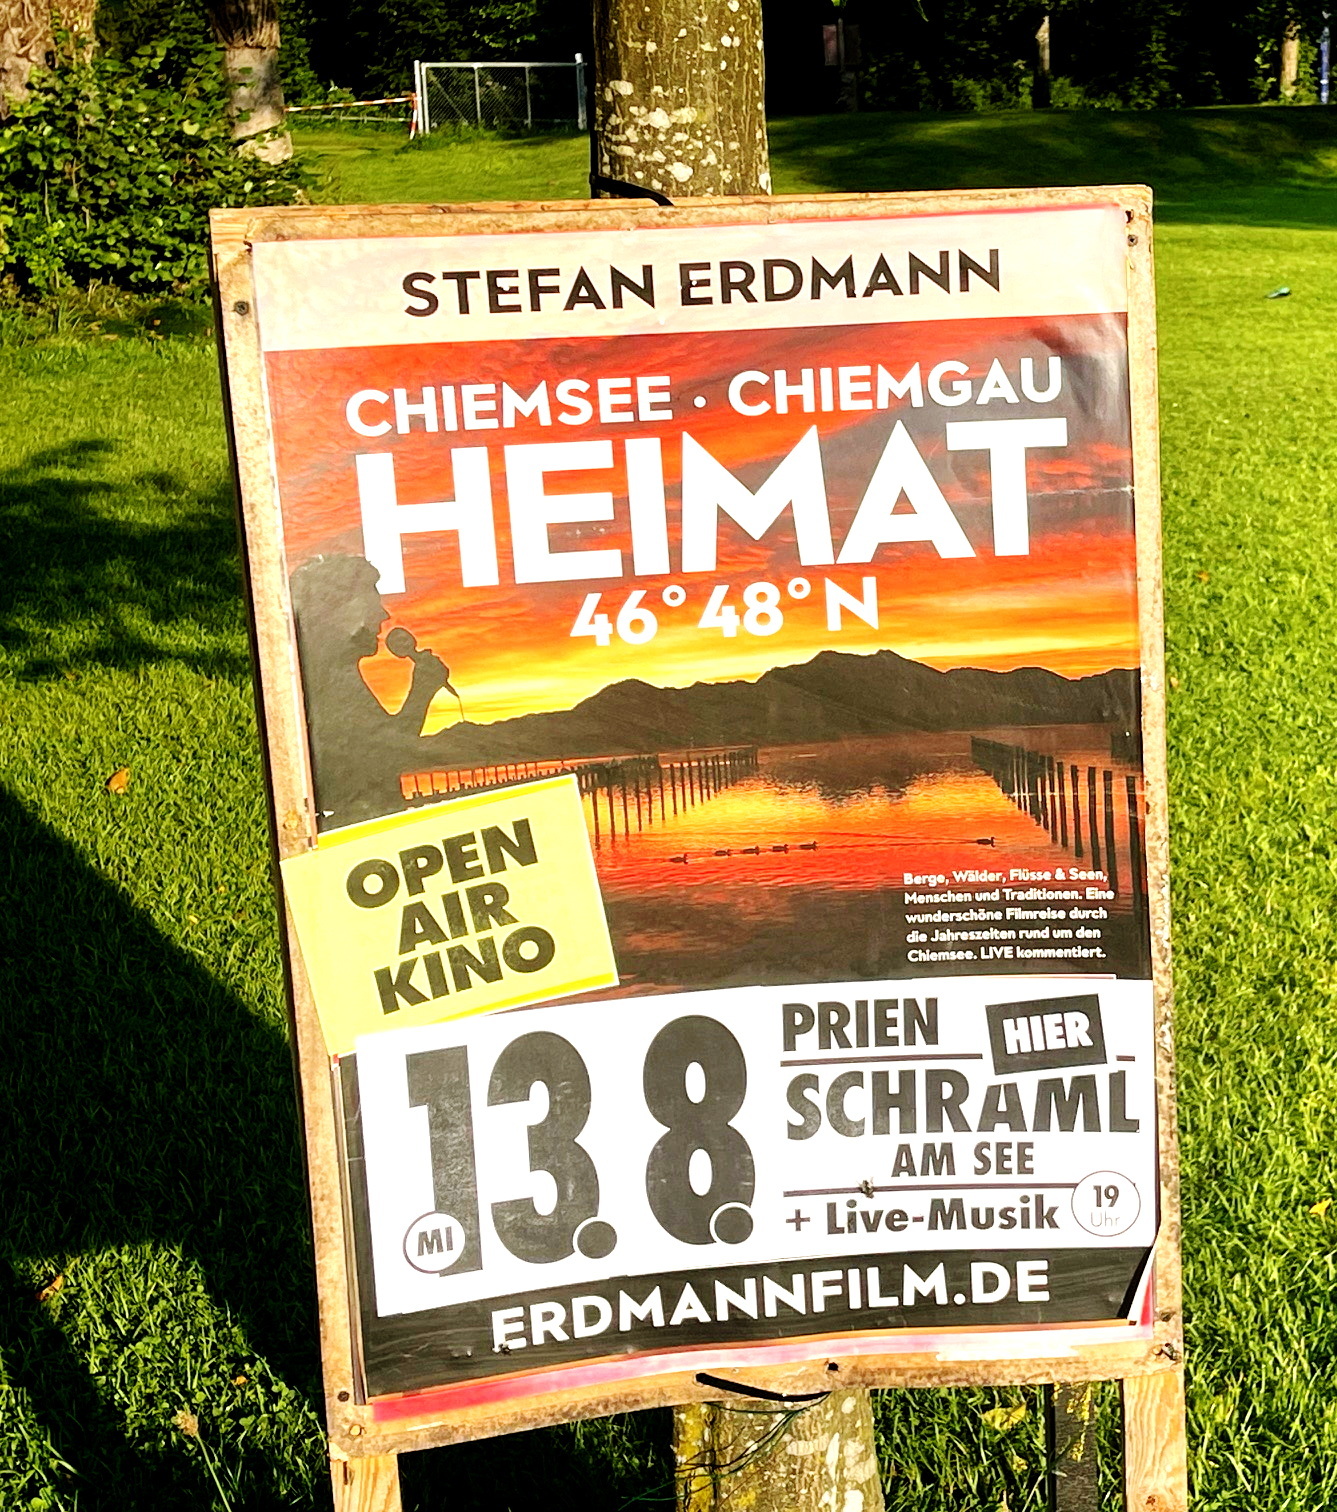 STEFAN ERDMANN
CHIEMSEE · CHIEMGAU
HEIMAT
46° 48° N
OPEN
AIR
KINO
Berge, Wälder, Flüsse & Seen,
Menschen und Traditionen. Eine
wunderschöne Filmreise durch
die Jahreszeiten rund um den
Chiemsee. LIVE kommentiert.
MI 13. 8.
PRIEN HIER
SCHRAML
AM SEE
+ Live-Musik 19 Uhr
ERDMANNFILM.DE